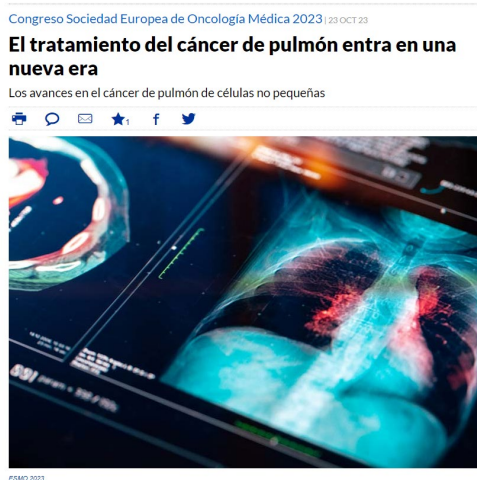 Congreso Sociedad Europea de Oncología Médica 2023 | 23 OCT 23
El tratamiento del cáncer de pulmón entra en una
nueva era
Los avances en el cáncer de pulmón de células no pequeñas
1
ESMO 2023